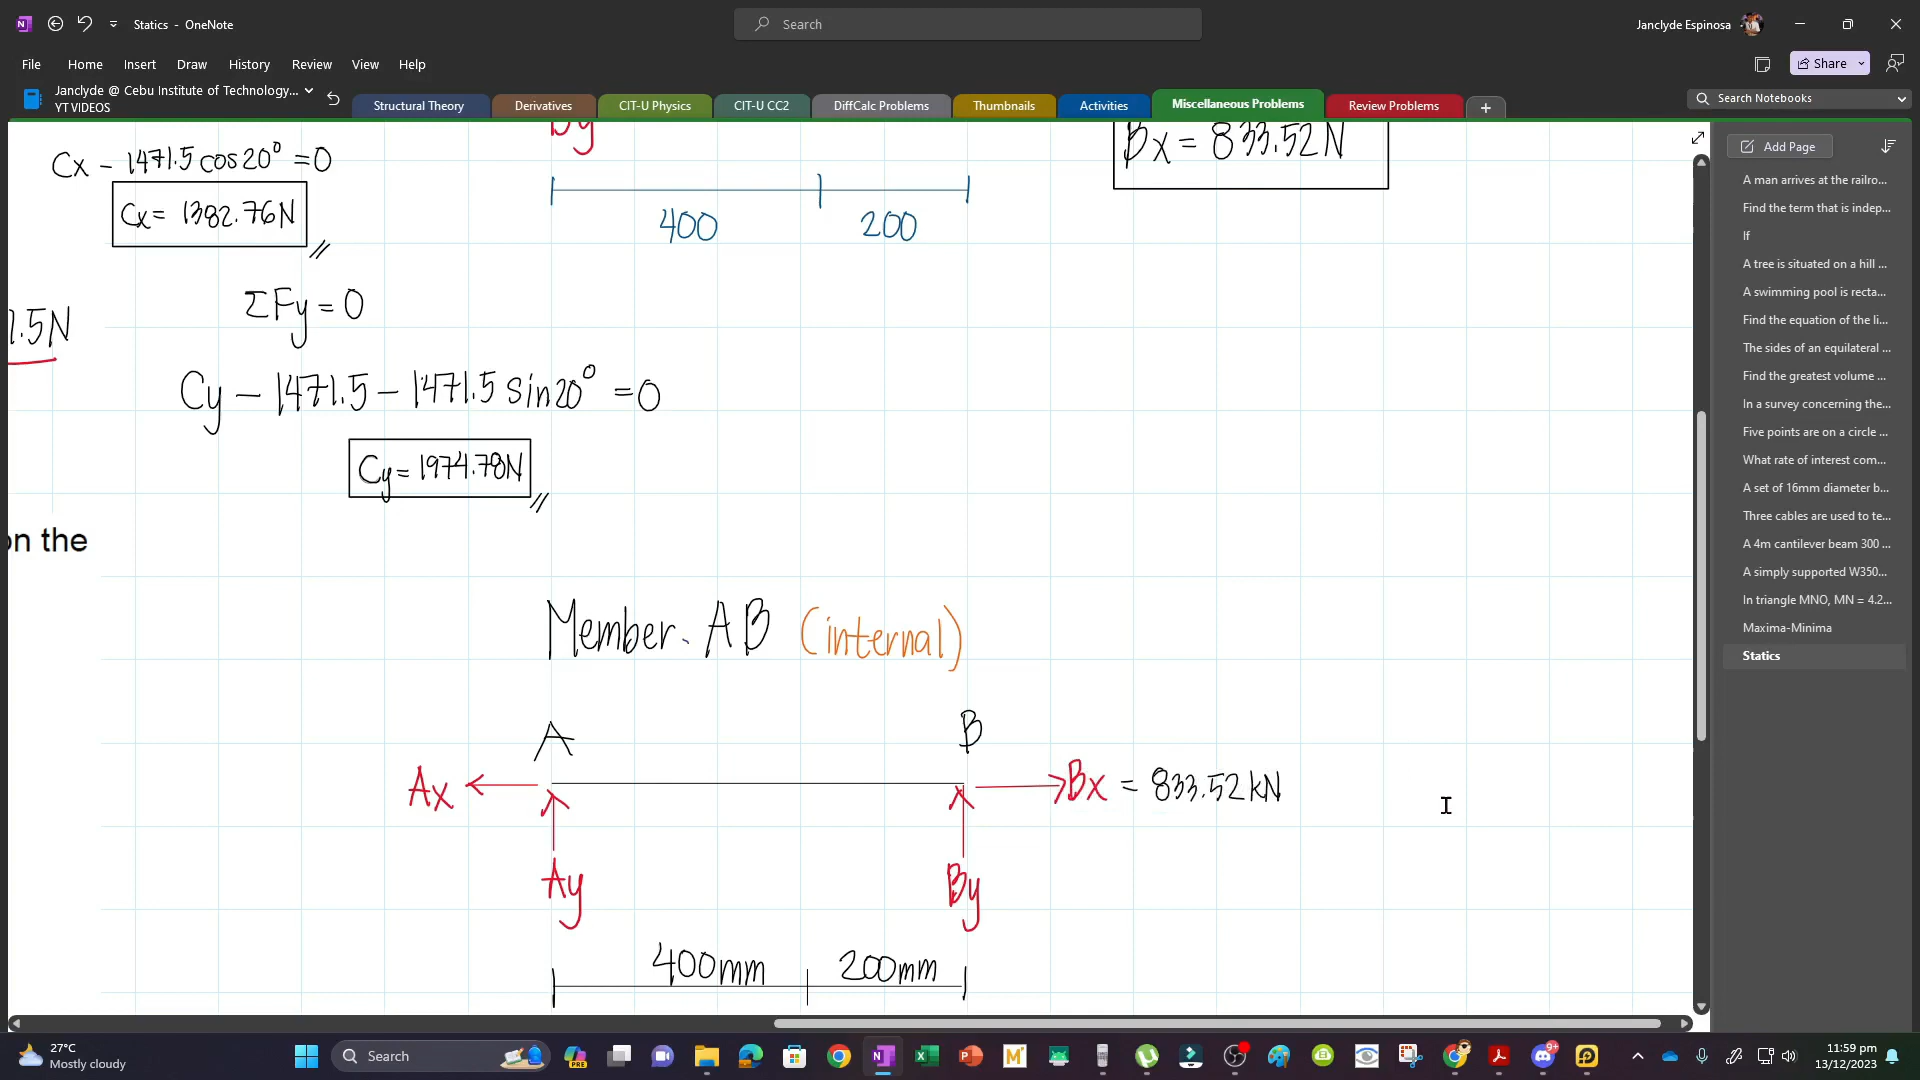 Statics - OneNote
Search
Janclyde Espinosa
File Home Insert Draw History Review View Help
Share
Janclyde @ Cebu Institute of Technology...
YT VIDEOS
Structural Theory
Derivatives
CIT-U Physics
CIT-U CC2
DiffCalc Problems
Thumbnails
Activities
Miscellaneous Problems
Review Problems
Search Notebooks
Add Page
A man arrives at the railro...
Find the term that is indep...
If
A tree is situated on a hill ...
A swimming pool is recta...
Find the equation of the li...
The sides of an equilateral ...
Find the greatest volume ...
In a survey concerning the...
Five points are on a circle ...
What rate of interest com...
A set of 16mm diameter b...
Three cables are used to te...
A 4m cantilever beam 300 ...
A simply supported W350...
In triangle MNO, MN = 4.2...
Maxima-Minima
Statics
By
Bx = 833.52N
Cx - 1471.5 cos20° = 0
Cx = 1382.76N
400 200
ΣFy = 0
1.5N
Cy - 1471.5 - 1471.5 sin20° = 0
Cy = 1974.78N
on the
Member AB (internal)
A B
Ax Bx = 833.52kN
Ay By
400mm 200mm
27°C
Mostly cloudy
Search
PRE
9+
11:59 pm
13/12/2023